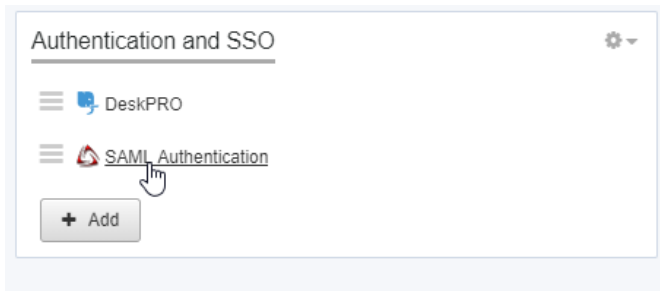 Authentication and SSO
DeskPRO
SAML Authentication
+ Add